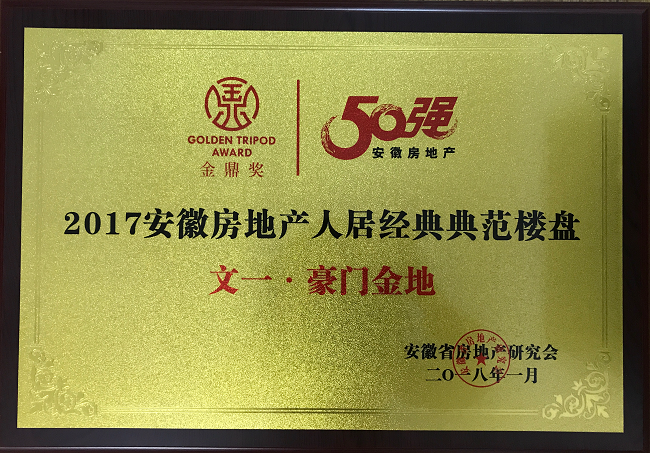 GOLDEN TRIPOD
AWARD
金鼎奖
50强
安徽房地产
2017安徽房地产人居经典典范楼盘
文一·豪门金地
安徽省房地产研究会
二〇一八年一月